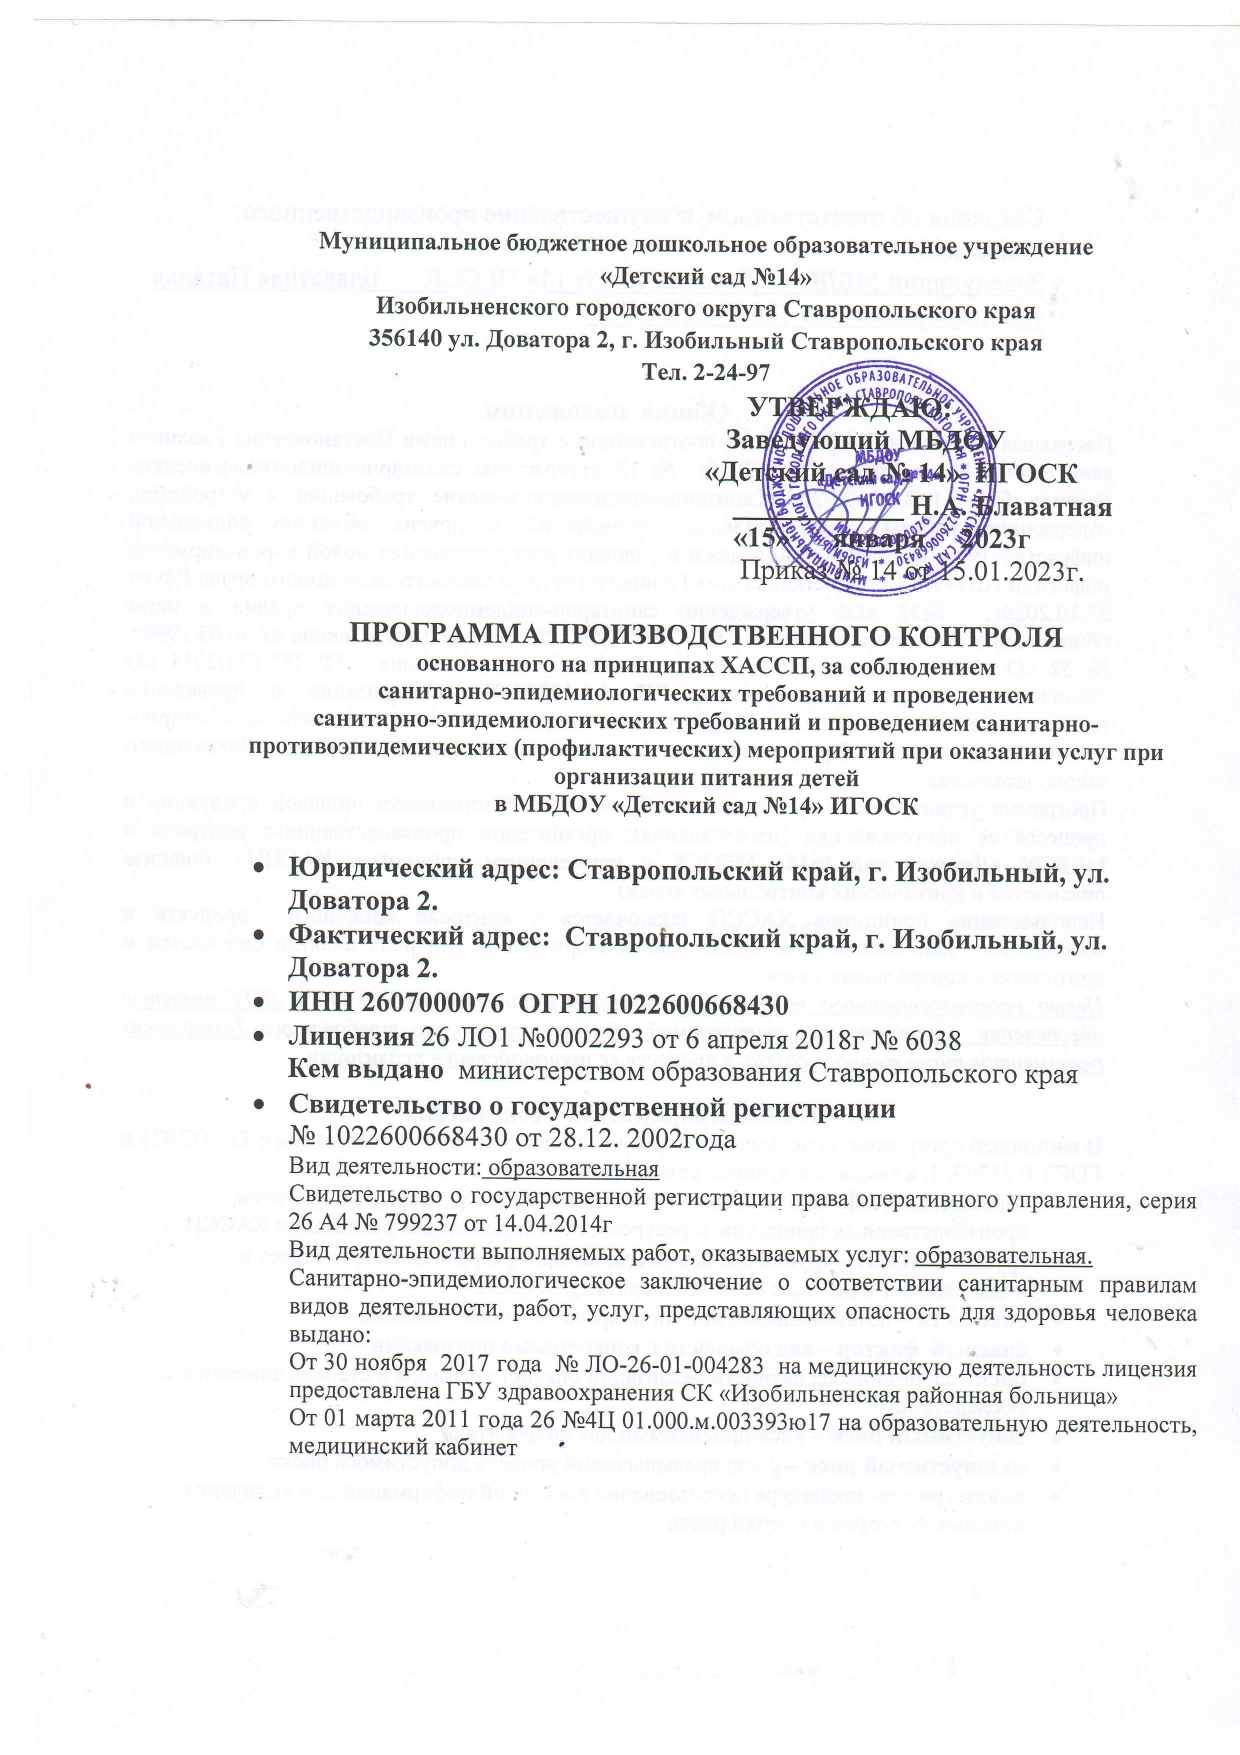 Муниципальное бюджетное дошкольное образовательное учреждение
«Детский сад №14»
Изобильненского городского округа Ставропольского края
356140 ул. Доватора 2, г. Изобильный Ставропольского края
Тел. 2-24-97
УТВЕРЖДАЮ:
Заведующий МБДОУ
«Детский сад №14» ИГОСК
Н.А. Блаватная
«15» января 2023г
Приказ № 14 от 15.01.2023г.
МБДОУ
«Детский сад №14»
ИГОСК
ПРОГРАММА ПРОИЗВОДСТВЕННОГО КОНТРОЛЯ
основанного на принципах ХАССП, за соблюдением
санитарно-эпидемиологических требований и проведением
санитарно-эпидемиологических требований и проведением санитарно-
противоэпидемических (профилактических) мероприятий при оказании услуг при
организации питания детей
в МБДОУ «Детский сад №14» ИГОСК
• Юридический адрес: Ставропольский край, г. Изобильный, ул.
Доватора 2.
• Фактический адрес: Ставропольский край, г. Изобильный, ул.
Доватора 2.
• ИНН 2607000076 ОГРН 1022600668430
• Лицензия 26 ЛО1 №0002293 от 6 апреля 2018г № 6038
Кем выдано министерством образования Ставропольского края
• Свидетельство о государственной регистрации
№ 1022600668430 от 28.12. 2002года
Вид деятельности: образовательная
Свидетельство о государственной регистрации права оперативного управления, серия
26 А4 № 799237 от 14.04.2014г
Вид деятельности выполняемых работ, оказываемых услуг: образовательная.
Санитарно-эпидемиологическое заключение о соответствии санитарным правилам
видов деятельности, работ, услуг, представляющих опасность для здоровья человека
выдано:
От 30 ноября 2017 года № ЛО-26-01-004283 на медицинскую деятельность лицензия
предоставлена ГБУ здравоохранения СК «Изобильненская районная больница»
От 01 марта 2011 года 26 №4Ц 01.000.м.003393ю17 на образовательную деятельность,
медицинский кабинет